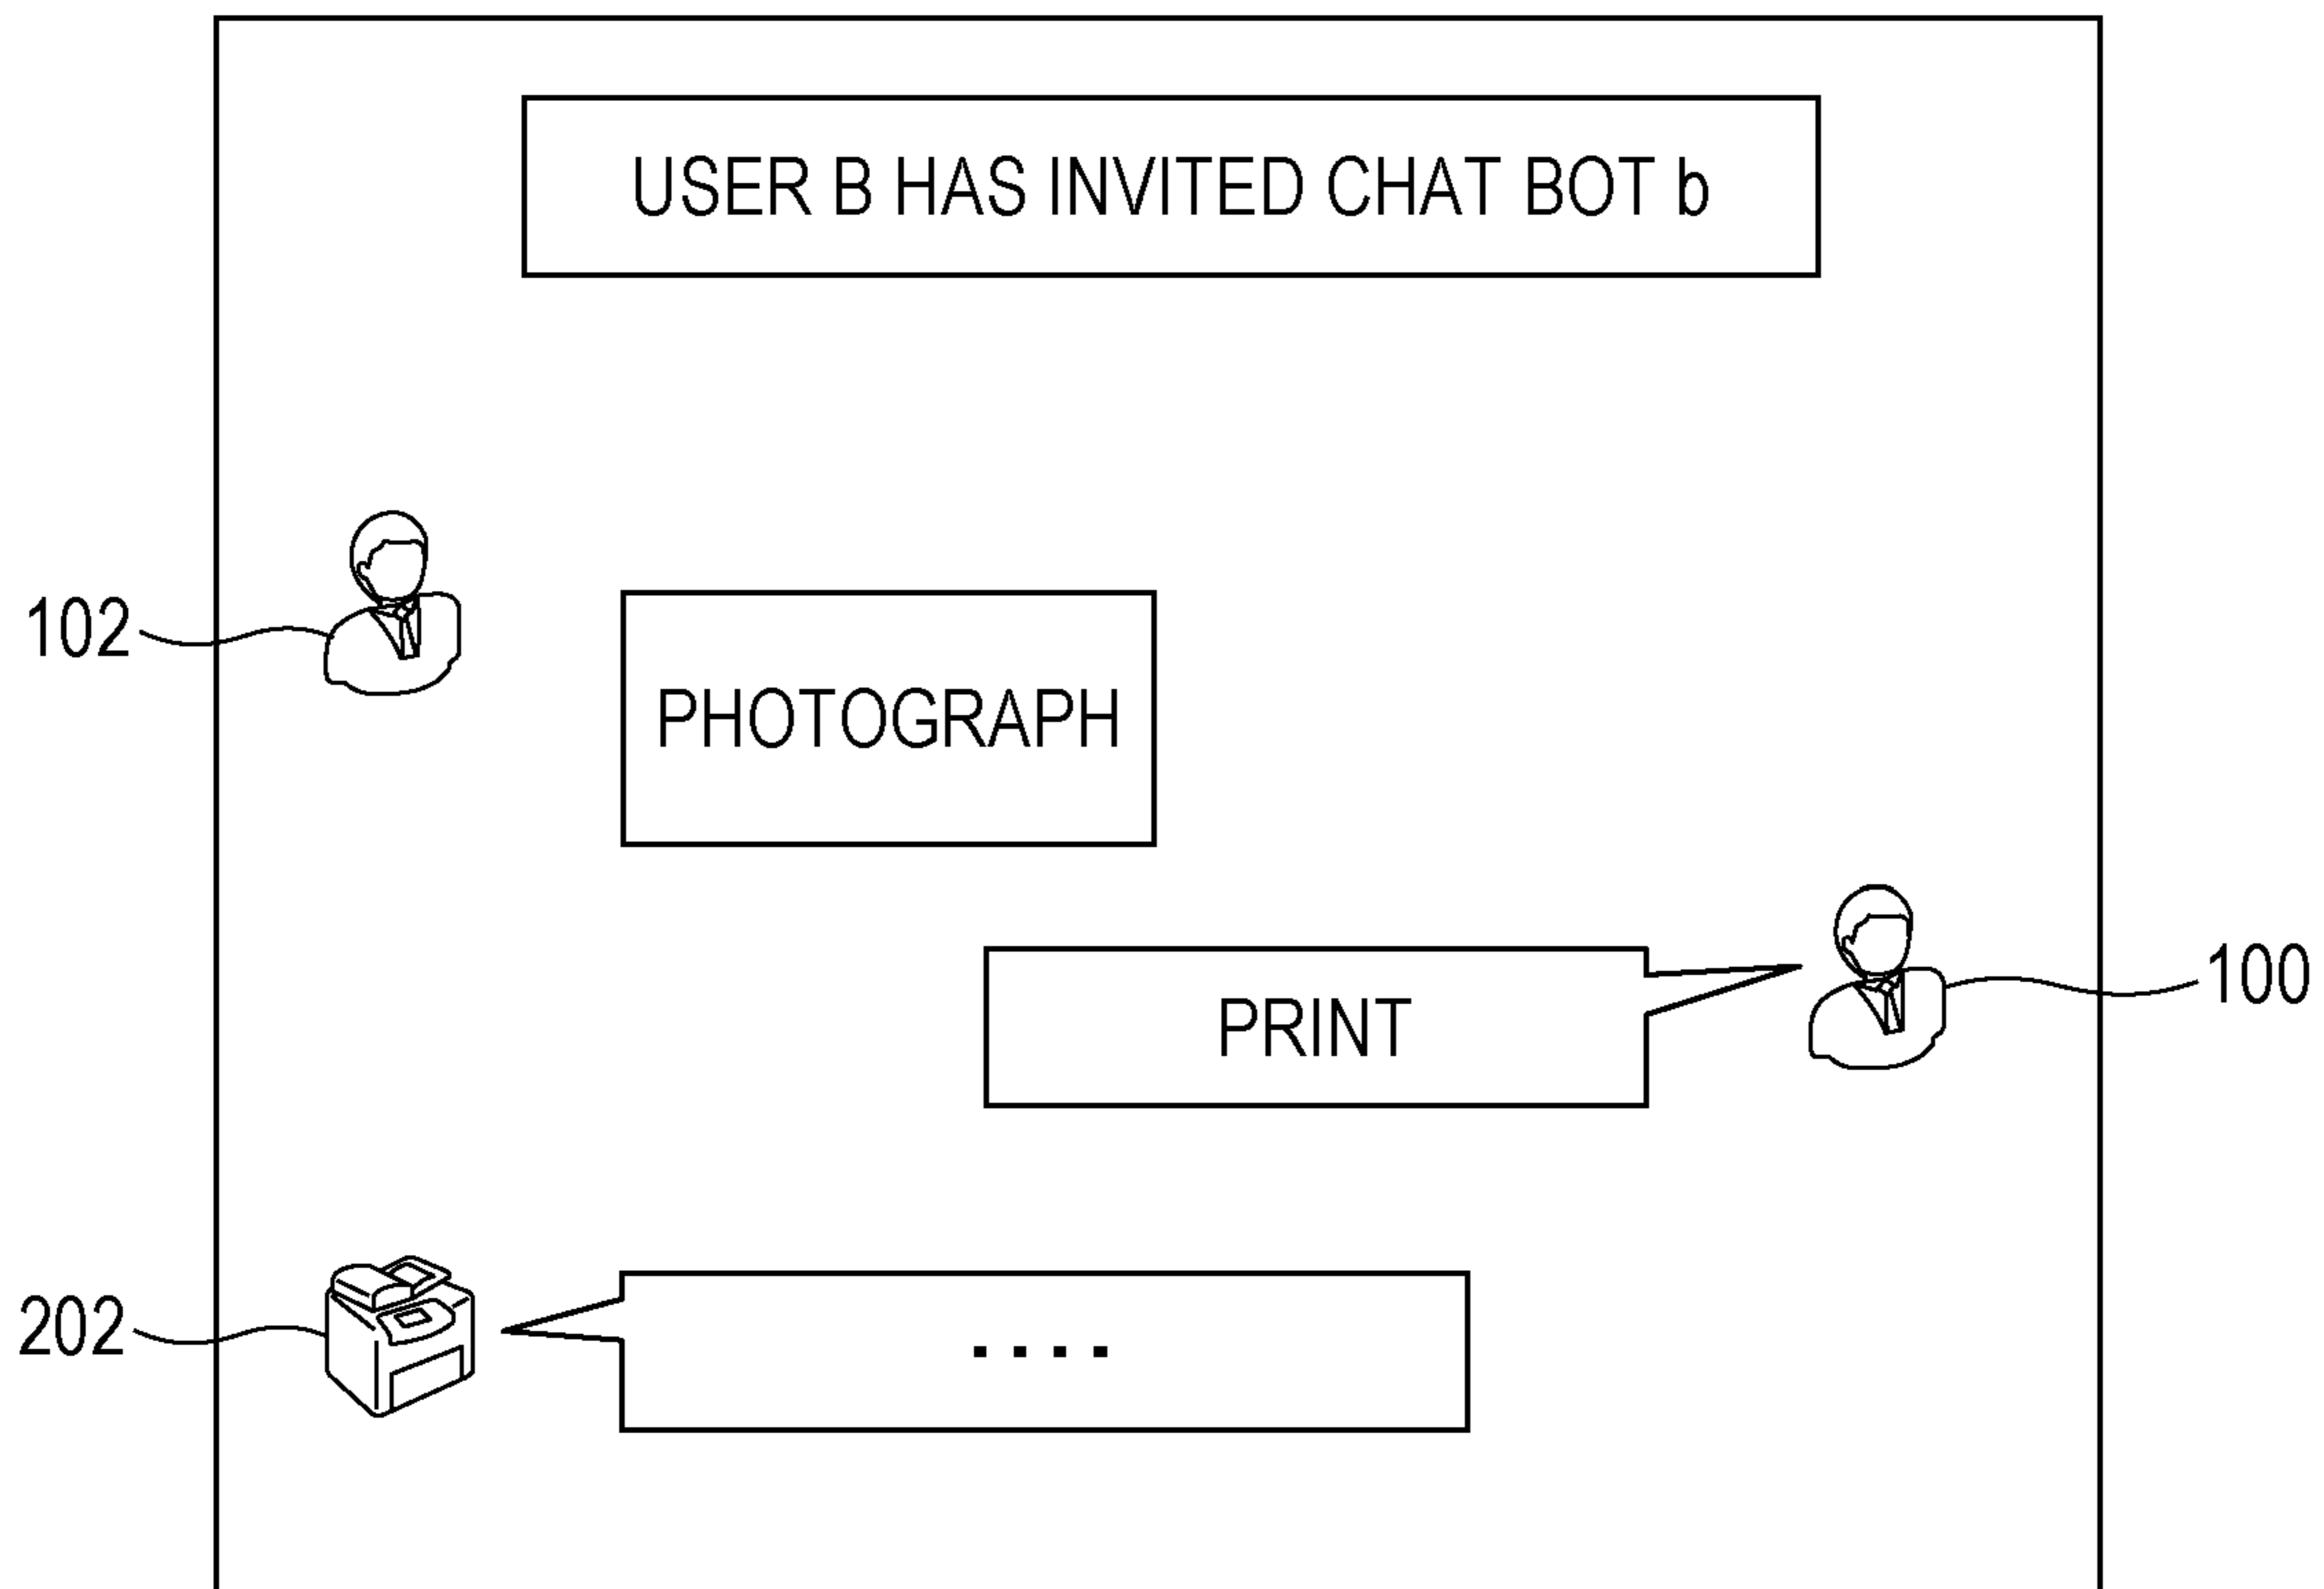 USER B HAS INVITED CHAT BOT b
102
PHOTOGRAPH
PRINT
100
202
....